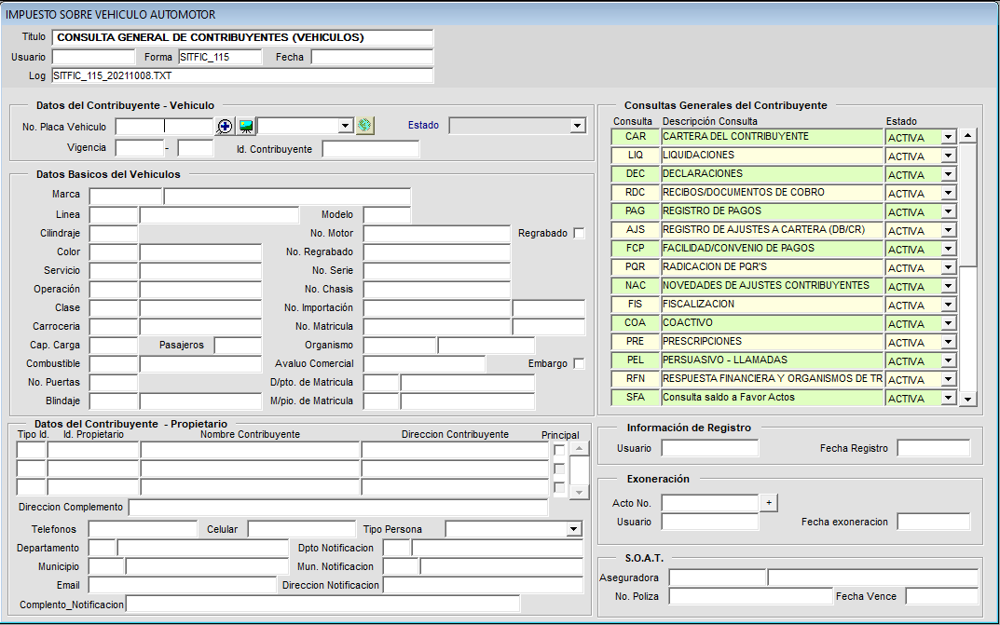 IMPUESTO SOBRE VEHICULO AUTOMOTOR
Titulo CONSULTA GENERAL DE CONTRIBUYENTES (VEHICULOS)
Usuario Forma SITFIC_115 Fecha
Log SITFIC_115_20211008.TXT
Datos del Contribuyente - Vehiculo
No. Placa Vehiculo Estado
Vigencia - Id. Contribuyente
Datos Basicos del Vehiculos
Marca
Linea Modelo
Cilindraje No. Motor Regrabado
Color No. Regrabado
Servicio No. Serie
Operación No. Chasis
Clase No. Importación
Carroceria No. Matricula
Cap. Carga Pasajeros Organismo
Combustible Avaluo Comercial Embargo
No. Puertas D/pto. de Matricula
Blindaje M/pio. de Matricula
Datos del Contribuyente - Propietario
Tipo Id. Id. Propietario Nombre Contribuyente Direccion Contribuyente Principal
Direccion Complemento
Telefonos Celular Tipo Persona
Departamento Dpto Notificacion
Municipio Mun. Notificacion
Email Direccion Notificacion
Complento_Notificacion
Consultas Generales del Contribuyente
Consulta Descripción Consulta Estado
CAR CARTERA DEL CONTRIBUYENTE ACTIVA
LIQ LIQUIDACIONES ACTIVA
DEC DECLARACIONES ACTIVA
RDC RECIBOS/DOCUMENTOS DE COBRO ACTIVA
PAG REGISTRO DE PAGOS ACTIVA
AJS REGISTRO DE AJUSTES A CARTERA (DB/CR) ACTIVA
FCP FACILIDAD/CONVENIO DE PAGOS ACTIVA
PQR RADICACION DE PQR'S ACTIVA
NAC NOVEDADES DE AJUSTES CONTRIBUYENTES ACTIVA
FIS FISCALIZACION ACTIVA
COA COACTIVO ACTIVA
PRE PRESCRIPCIONES ACTIVA
PEL PERSUASIVO - LLAMADAS ACTIVA
RFN RESPUESTA FINANCIERA Y ORGANISMOS DE TR ACTIVA
SFA Consulta saldo a Favor Actos ACTIVA
Información de Registro
Usuario Fecha Registro
Exoneración
Acto No. +
Usuario Fecha exoneracion
S.O.A.T.
Aseguradora
No. Poliza Fecha Vence